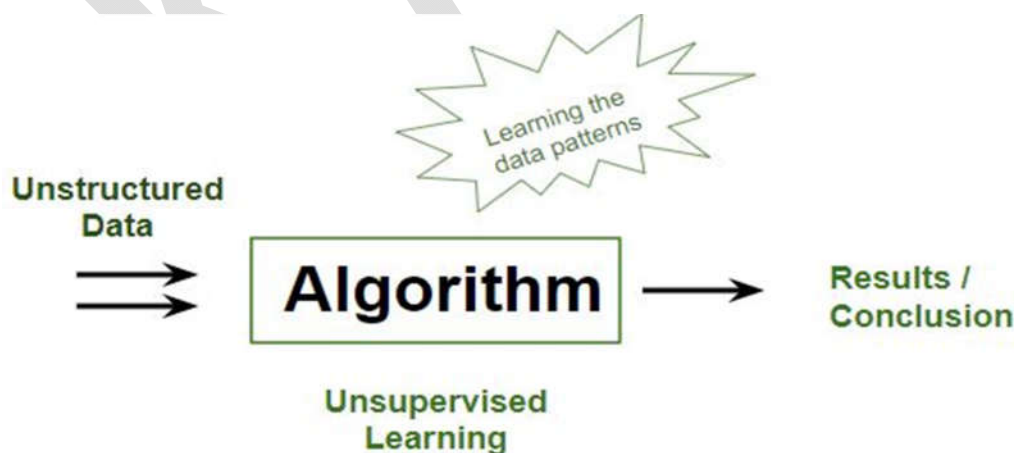 Learning the
data patterns
Unstructured
Data
Algorithm
Results /
Conclusion
Unsupervised
Learning